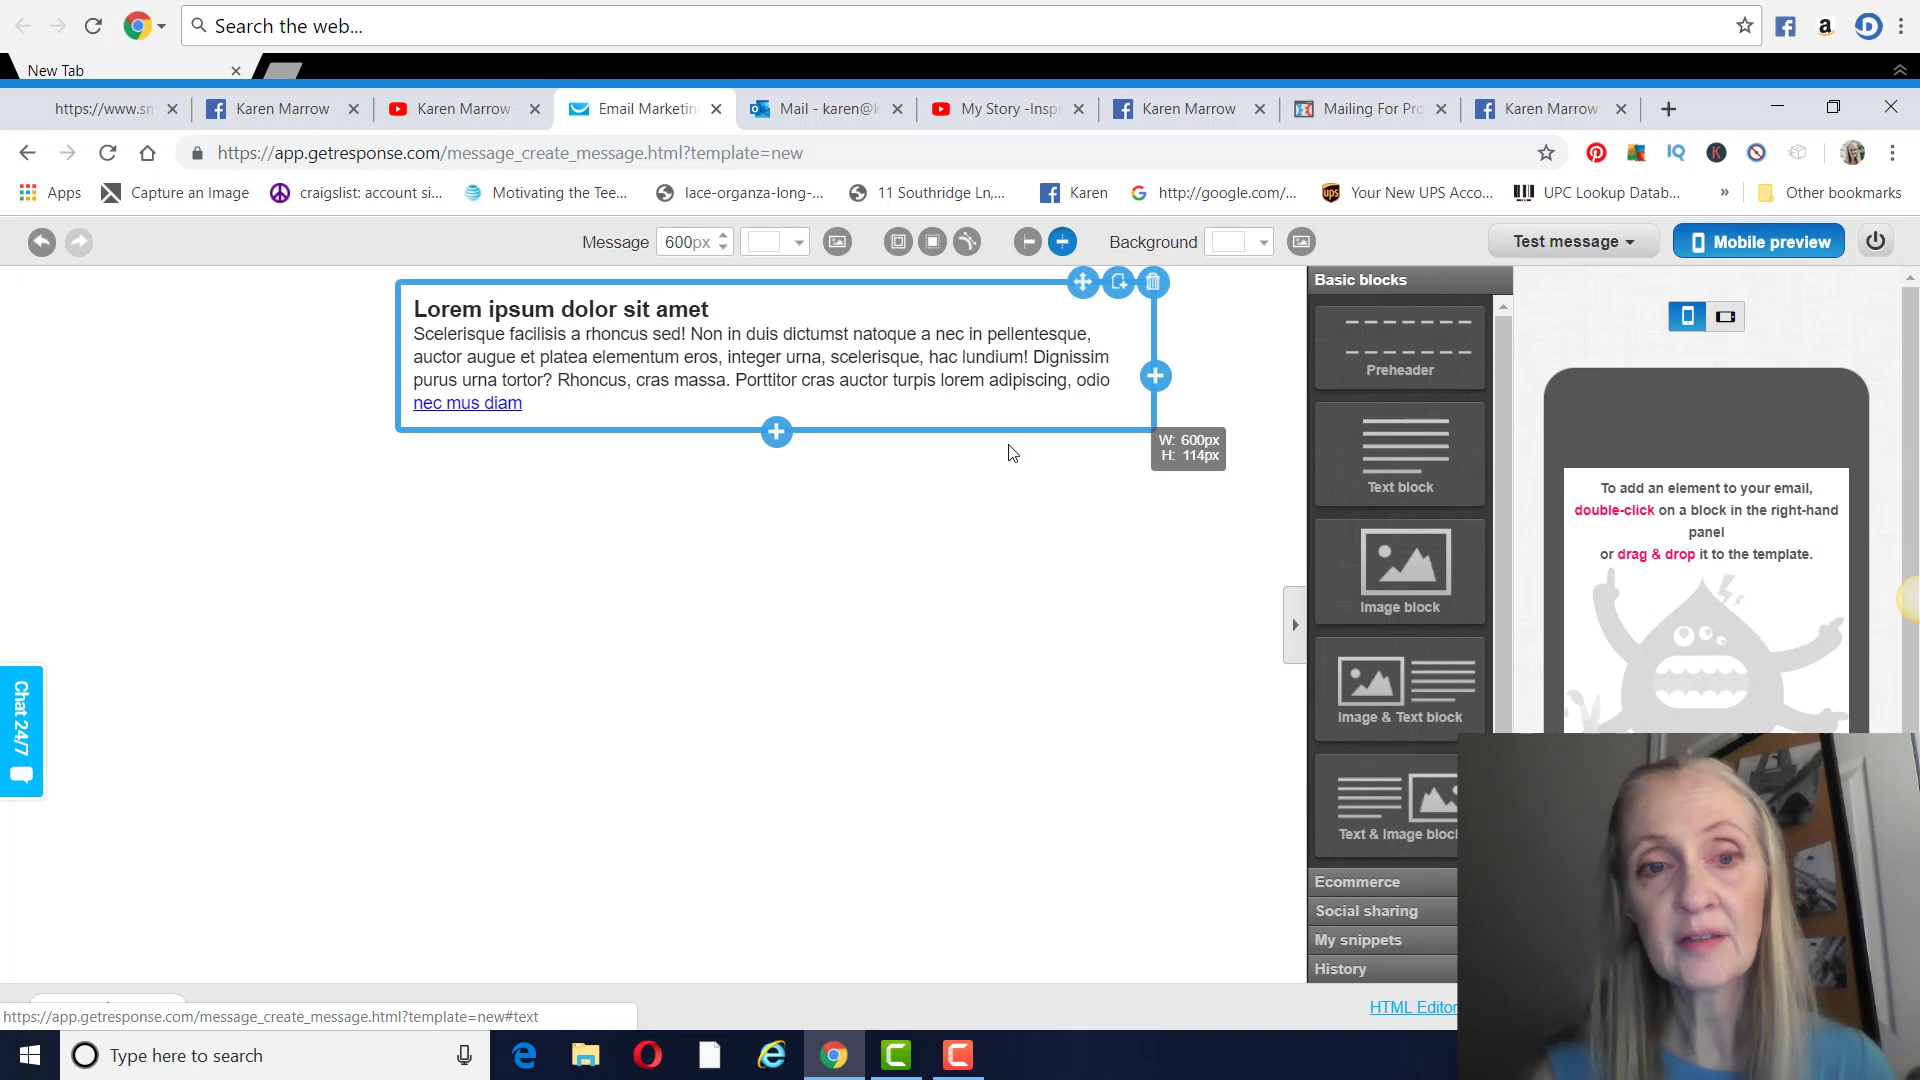 Search the web...
New Tab
https://www.sm
Karen Marrow
Karen Marrow
Email Marketin
Mail - karen@k
My Story -Inspi
Karen Marrow
Mailing For Pro
Karen Marrow
https://app.getresponse.com/message_create_message.html?template=new
Apps
Capture an Image
craigslist: account si...
Motivating the Tee...
lace-organza-long-...
11 Southridge Ln,...
Karen
http://google.com/...
Your New UPS Acco...
UPC Lookup Datab...
Other bookmarks
Message 600px
Background
Test message
Mobile preview
Lorem ipsum dolor sit amet
Scelerisque facilisis a rhoncus sed! Non in duis dictumst natoque a nec in pellentesque,
auctor augue et platea elementum eros, integer urna, scelerisque, hac lundium! Dignissim
purus urna tortor? Rhoncus, cras massa. Porttitor cras auctor turpis lorem adipiscing, odio
nec mus diam
W: 600px
H: 114px
Basic blocks
Preheader
Text block
Image block
Image & Text block
Text & Image block
Ecommerce
Social sharing
My snippets
History
To add an element to your email,
double-click on a block in the right-hand
panel
or drag & drop it to the template.
Chat 24/7
HTML Editor
https://app.getresponse.com/message_create_message.html?template=new#text
Type here to search